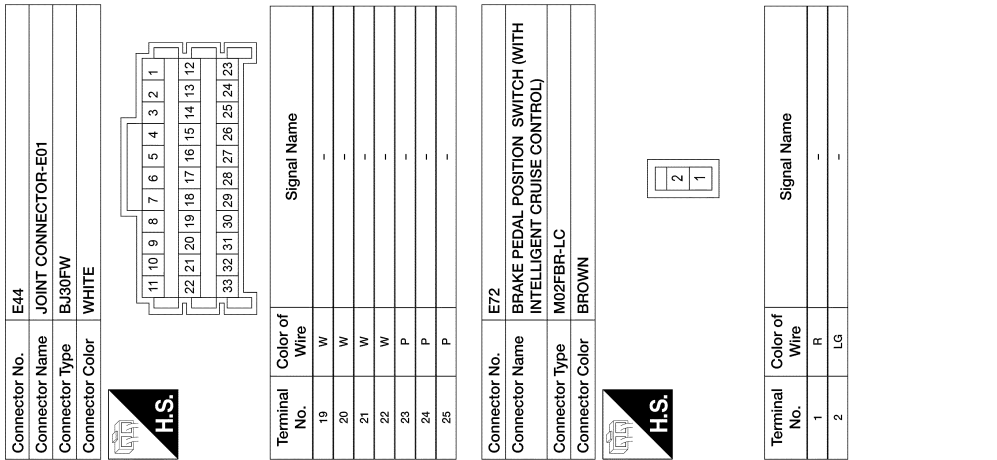 Connector No. E44
Connector Name JOINT CONNECTOR-E01
Connector Type BJ30FW
Connector Color WHITE
H.S.
11 10 9 8 7 6 5 4 3 2 1
22 21 20 19 18 17 16 15 14 13 12
33 32 31 30 29 28 27 26 25 24 23
Terminal No. Color of Wire Signal Name
19 W –
20 W –
21 W –
22 W –
23 P –
24 P –
25 P –
Connector No. E72
Connector Name BRAKE PEDAL POSITION SWITCH (WITH
INTELLIGENT CRUISE CONTROL)
Connector Type M02FBR-LC
Connector Color BROWN
H.S.
2
1
Terminal No. Color of Wire Signal Name
1 R –
2 LG –